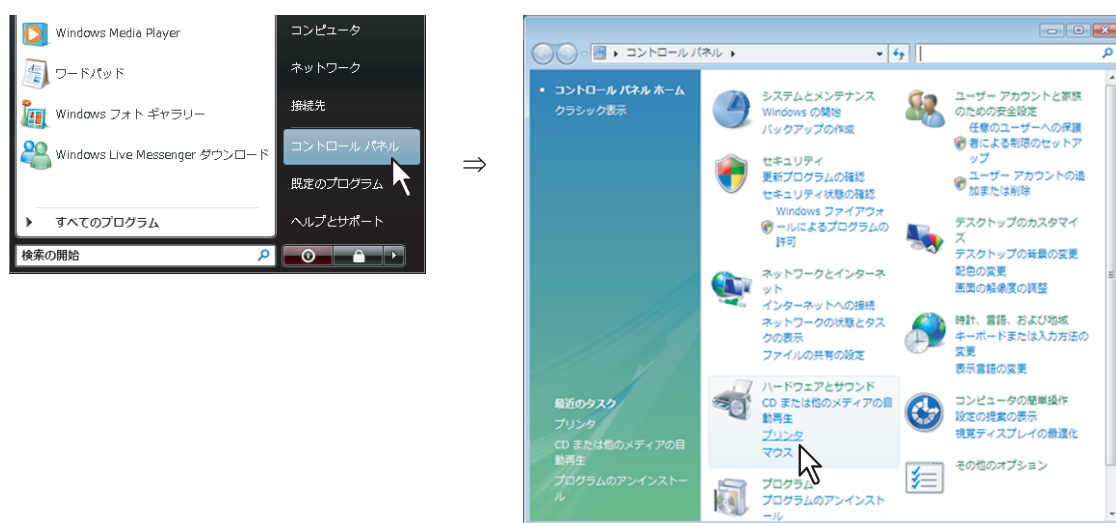 Windows Media Player
ワードパッド
Windows フォト ギャラリー
Windows Live Messenger ダウンロード
すべてのプログラム
検索の開始
コンピュータ
ネットワーク
接続先
コントロール パネル
既定のプログラム
ヘルプとサポート
⇒
コントロール パネル
コントロール パネル ホーム
クラシック表示
最近のタスク
プリンタ
CD または他のメディアの自
動再生
プログラムのアンインストー
ル
システムとメンテナンス
Windows の開始
バックアップの作成
セキュリティ
更新プログラムの確認
セキュリティ状態の確認
Windows ファイアウォ
ールによるプログラムの
許可
ネットワークとインターネ
ット
インターネットへの接続
ネットワークの状態とタス
クの表示
ファイルの共有の設定
ハードウェアとサウンド
CD または他のメディアの自
動再生
プリンタ
マウス
プログラム
プログラムのアンインスト
ール
ユーザー アカウントと家族
のための安全設定
任意のユーザーへの保護
者による制限のセットア
ップ
ユーザー アカウントの追
加または削除
デスクトップのカスタマイ
ズ
デスクトップの背景の変更
配色の変更
画面の解像度の調整
時計、言語、および地域
キーボードまたは入力方法の
変更
表示言語の変更
コンピュータの簡単操作
設定の提案の表示
視覚ディスプレイの最適化
その他のオプション